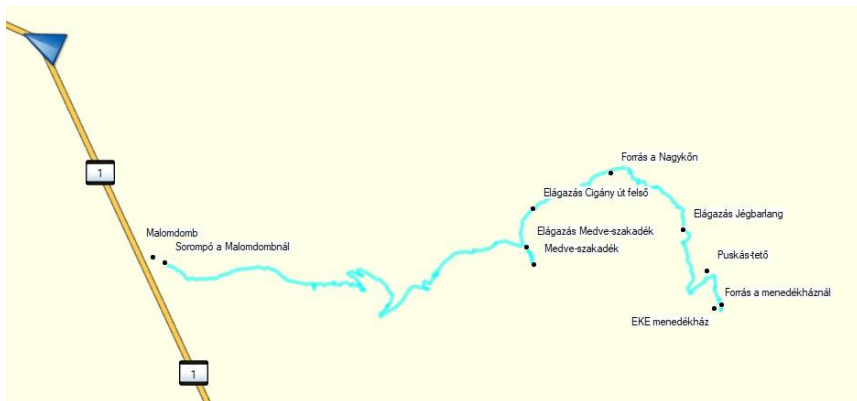 Forrás a Nagykőn
1
Elágazás Cigány út felső
Elágazás Jégbarlang
Malomdomb
Elágazás Medve-szakadék
Sorompó a Malomdombnál
Medve-szakadék
Puskás-tető
Forrás a menedékháznál
EKE menedékház
1